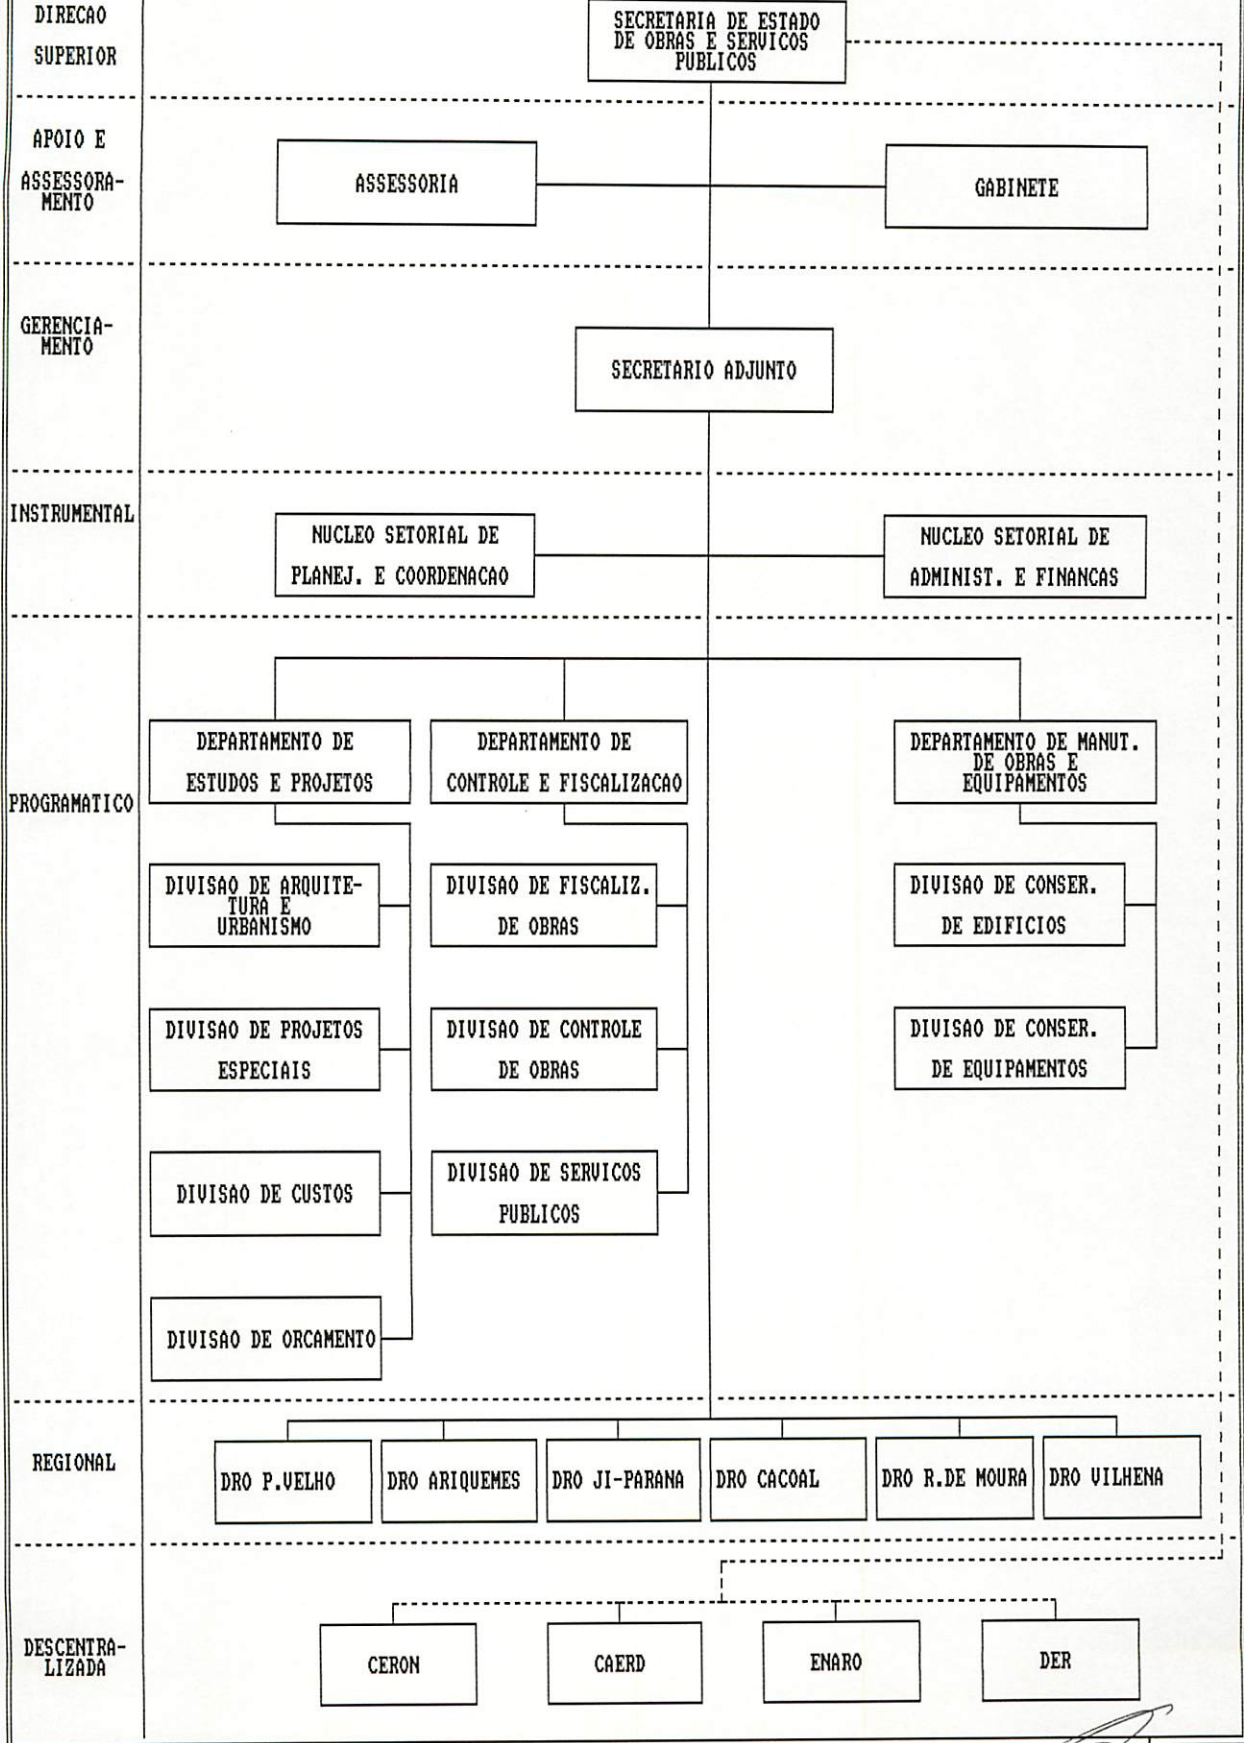 DIRECAO
SUPERIOR
SECRETARIA DE ESTADO
DE OBRAS E SERVICOS
PUBLICOS
APOIO E
ASSESSORA-
MENTO
ASSESSORIA
GABINETE
GERENCIA-
MENTO
SECRETARIO ADJUNTO
INSTRUMENTAL
NUCLEO SETORIAL DE
PLANEJ. E COORDENACAO
NUCLEO SETORIAL DE
ADMINIST. E FINANCAS
PROGRAMATICO
DEPARTAMENTO DE
ESTUDOS E PROJETOS
DEPARTAMENTO DE
CONTROLE E FISCALIZACAO
DEPARTAMENTO DE MANUT.
DE OBRAS E
EQUIPAMENTOS
DIVISAO DE ARQUITE-
TURA E
URBANISMO
DIVISAO DE FISCALIZ.
DE OBRAS
DIVISAO DE CONSER.
DE EDIFICIOS
DIVISAO DE PROJETOS
ESPECIAIS
DIVISAO DE CONTROLE
DE OBRAS
DIVISAO DE CONSER.
DE EQUIPAMENTOS
DIVISAO DE CUSTOS
DIVISAO DE SERVICOS
PUBLICOS
DIVISAO DE ORCAMENTO
REGIONAL
DRO P.VELHO
DRO ARIQUEMES
DRO JI-PARANA
DRO CACOAL
DRO R.DE MOURA
DRO VILHENA
DESCENTRA-
LIZADA
CERON
CAERD
ENARO
DER